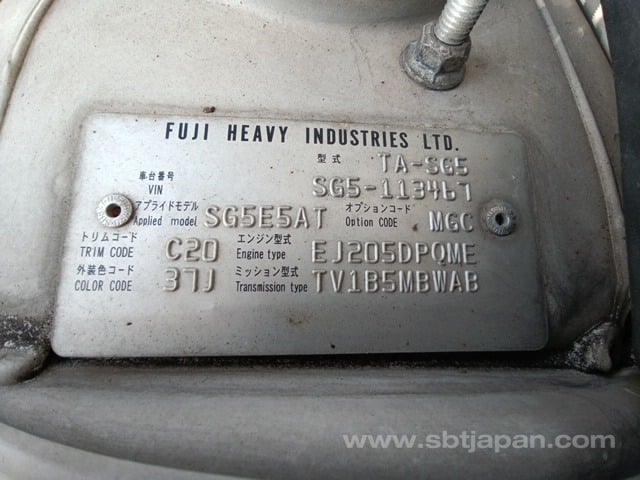 FUJI HEAVY INDUSTRIES LTD.
型式 TA-SG5
車台番号 VIN SG5-113467
アプライドモデル Applied model SG5E5AT オプションコード Option CODE MGC
トリムコード TRIM CODE C20 エンジン型式 Engine type EJ205DPQME
外装色コード COLOR CODE 37J ミッション型式 Transmission type TV1B5MBWAB
www.sbtjapan.com